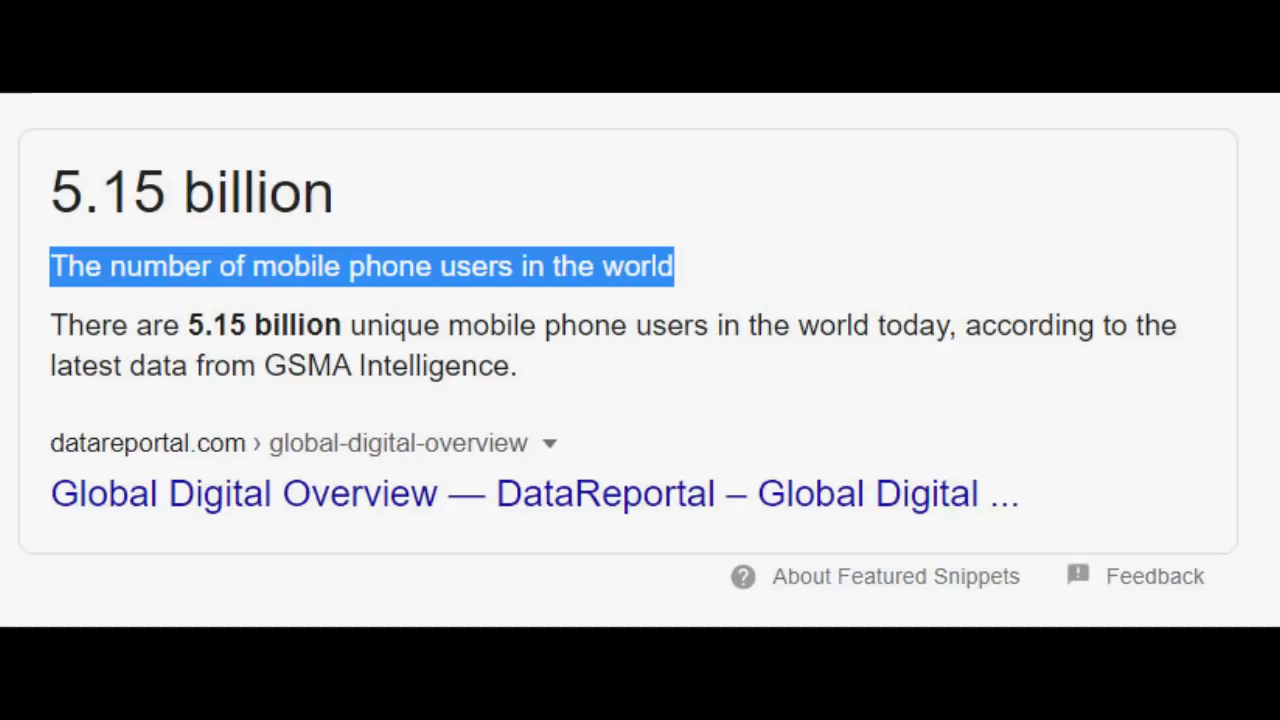 5.15 billion
The number of mobile phone users in the world
There are 5.15 billion unique mobile phone users in the world today, according to the
latest data from GSMA Intelligence.
datareportal.com › global-digital-overview
Global Digital Overview — DataReportal – Global Digital ...
About Featured Snippets Feedback